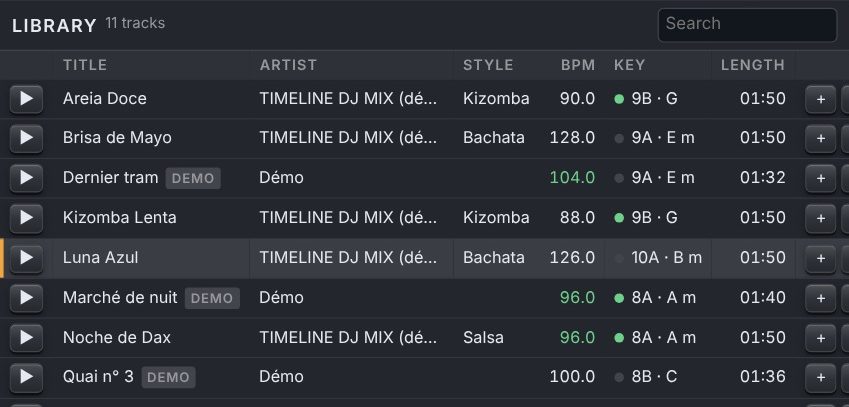 LIBRARY 11 tracks Search
TITLE ARTIST STYLE BPM KEY LENGTH
Areia Doce TIMELINE DJ MIX (dé... Kizomba 90.0 9B · G 01:50 +
Brisa de Mayo TIMELINE DJ MIX (dé... Bachata 128.0 9A · E m 01:50 +
Dernier tram DEMO Démo 104.0 9A · E m 01:32 +
Kizomba Lenta TIMELINE DJ MIX (dé... Kizomba 88.0 9B · G 01:50 +
Luna Azul TIMELINE DJ MIX (dé... Bachata 126.0 10A · B m 01:50 +
Marché de nuit DEMO Démo 96.0 8A · A m 01:40 +
Noche de Dax TIMELINE DJ MIX (dé... Salsa 96.0 8A · A m 01:50 +
Quai n° 3 DEMO Démo 100.0 8B · C 01:36 +